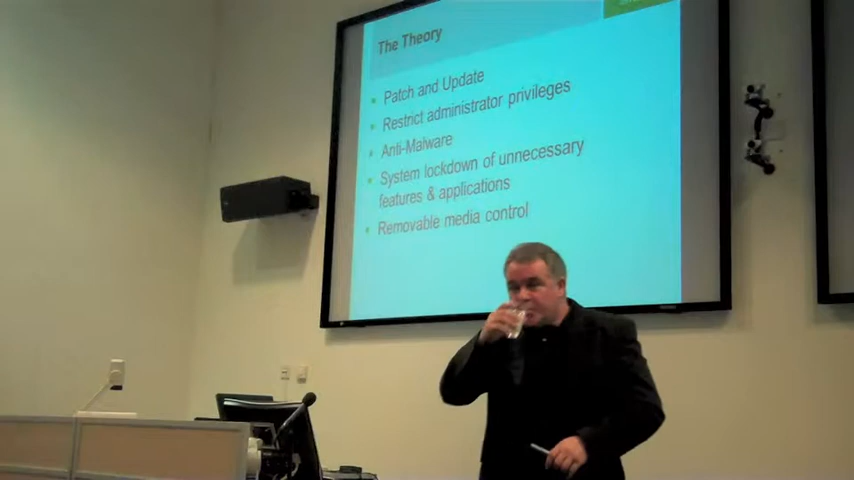 The Theory
Patch and Update
Restrict administrator privileges
Anti-Malware
System lockdown of unnecessary
features & applications
Removable media control